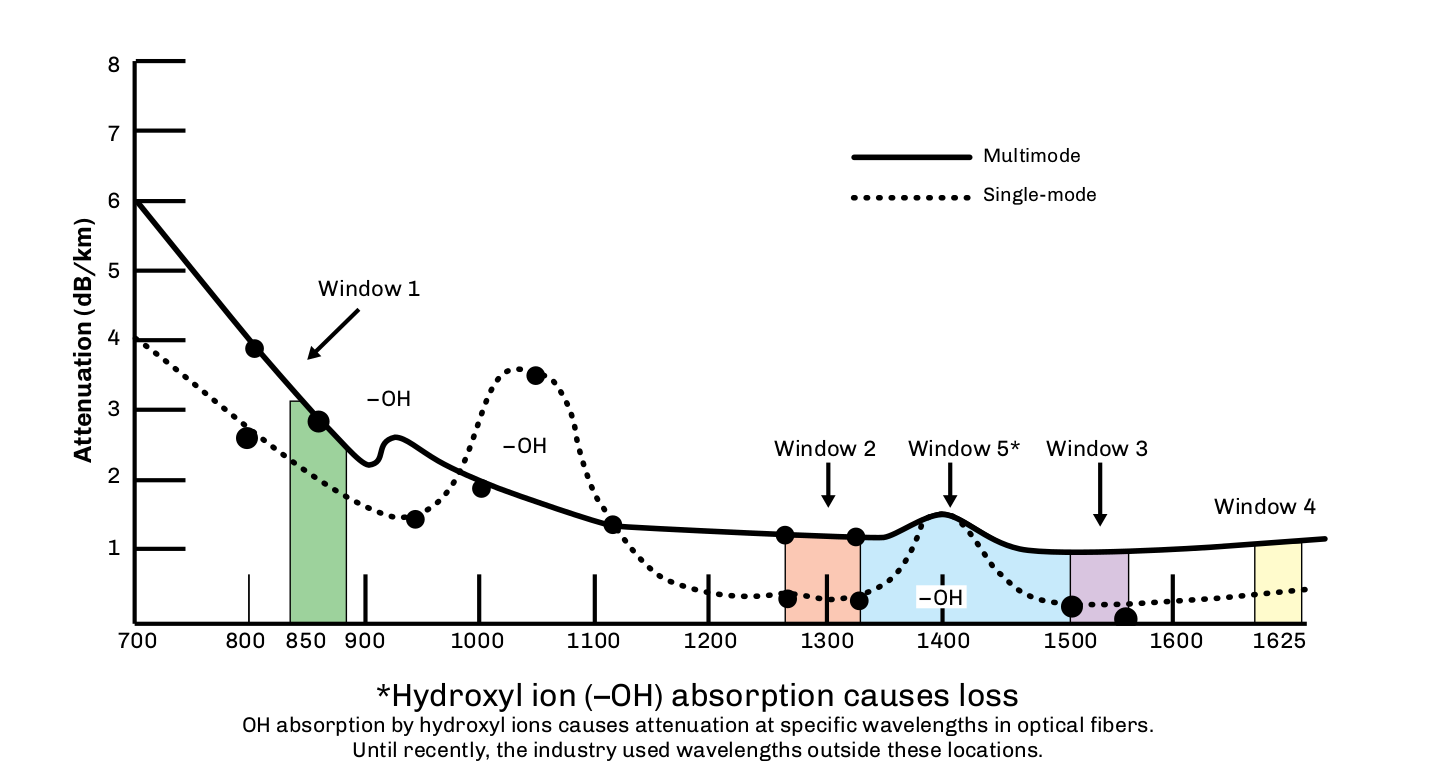 8
7
6
5
4
3
2
1
Attenuation (dB/km)
Multimode
Single-mode
Window 1
–OH
–OH
Window 2
Window 5*
Window 3
Window 4
–OH
700 800 850 900 1000 1100 1200 1300 1400 1500 1600 1625
*Hydroxyl ion (–OH) absorption causes loss
OH absorption by hydroxyl ions causes attenuation at specific wavelengths in optical fibers.
Until recently, the industry used wavelengths outside these locations.